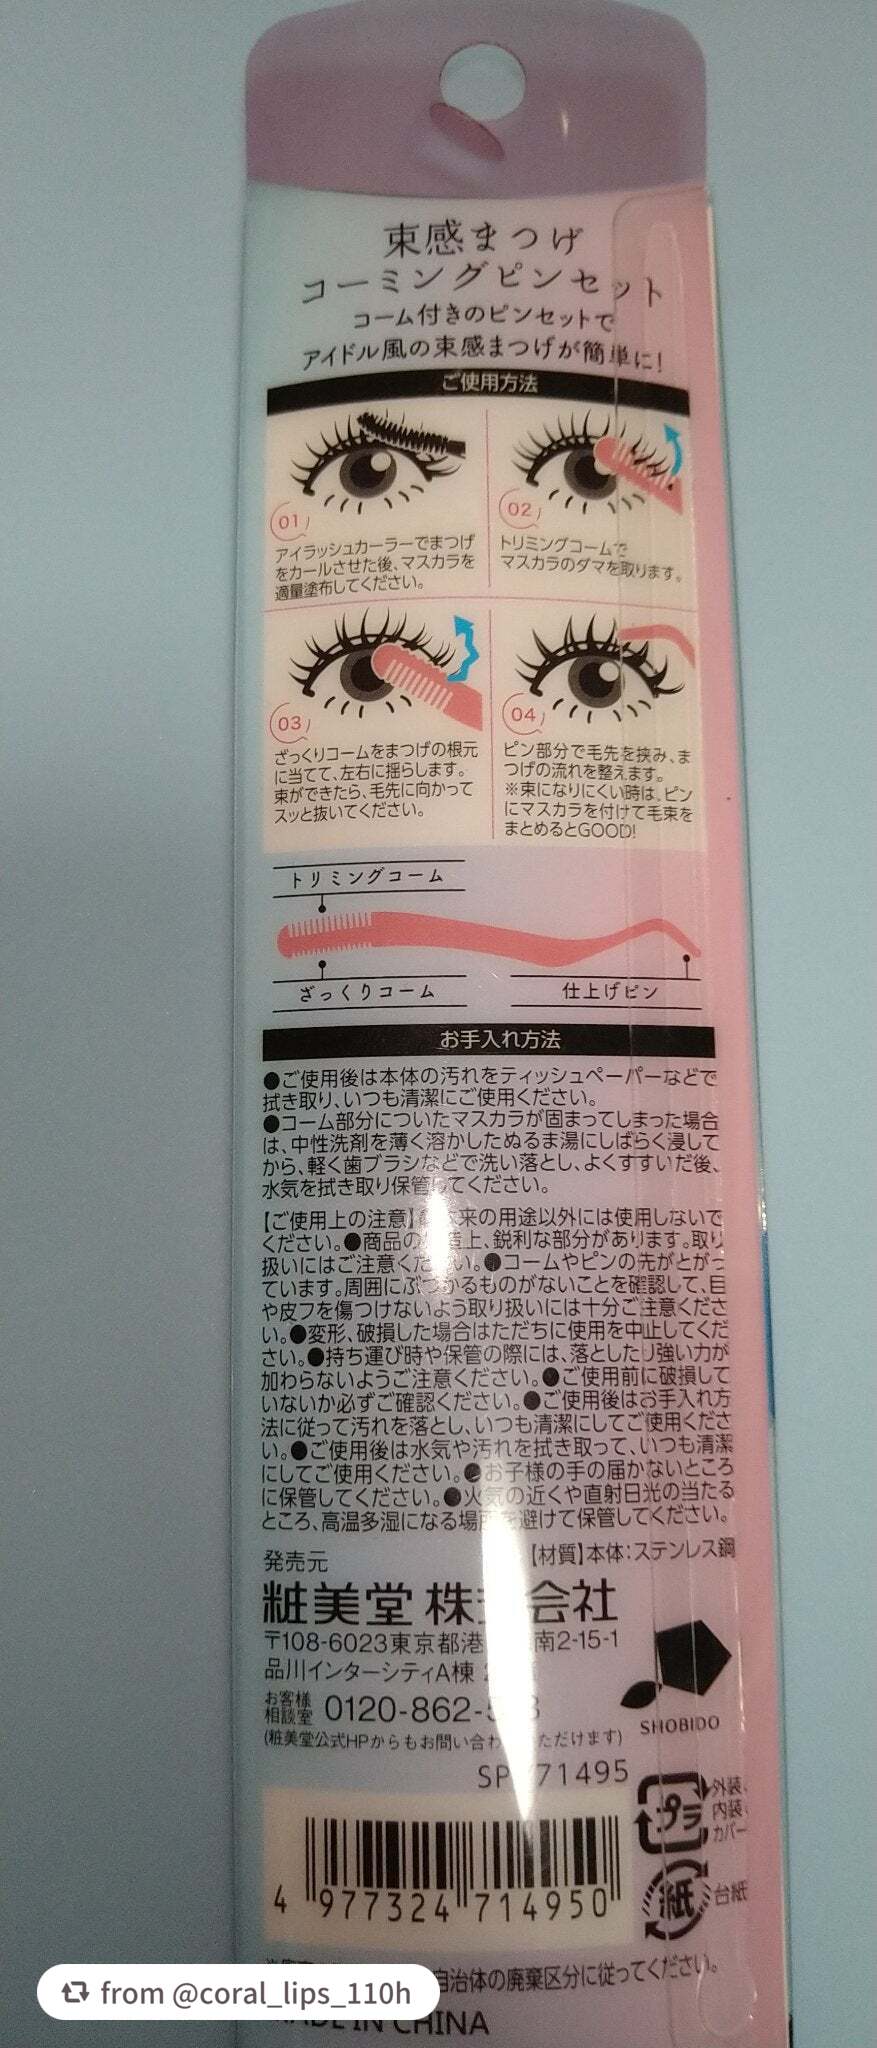 束感まつげ
コーミングピンセット
コーム付きのピンセットで
アイドル風の束感まつげが簡単に!
ご使用方法
01
アイラッシュカーラーでまつげ
をカールさせた後、マスカラを
適量塗布してください。
02
トリミングコームで
マスカラのダマを取ります。
03
ざっくりコームをまつげの根元
に当てて、左右に揺らします。
束ができたら、毛先に向かって
スッと抜いてください。
04
ピン部分で毛先を挟み、ま
つげの流れを整えます。
※束になりにくい時は、ピン
にマスカラを付けて毛束を
まとめるとGOOD!
トリミングコーム
ざっくりコーム
仕上げピン
お手入れ方法
●ご使用後は本体の汚れをティッシュペーパーなどで
拭き取り、いつも清潔にご使用ください。
●コーム部分についたマスカラが固まってしまった場合
は、中性洗剤を薄く溶かしたぬるま湯にしばらく浸して
から、軽く歯ブラシなどで洗い落とし、よくすすいだ後、
水気を拭き取り保管してください。
【ご使用上の注意】 来の用途以外には使用しないで
ください。●商品の 造上、鋭利な部分があります。取り
扱いにはご注意ください。●コームやピンの先がとがっ
ています。周囲にぶつかるものがないことを確認して、目
や皮フを傷つけないよう取り扱いには十分ご注意くださ
い。●変形、破損した場合はただちに使用を中止してくだ
さい。●持ち運び時や保管の際には、落としたり強い力が
加わらないようご注意ください。●ご使用前に破損して
いないか必ずご確認ください。●ご使用後はお手入れ方
法に従って汚れを落とし、いつも清潔にしてご使用くださ
い。●ご使用後は水気や汚れを拭き取って、いつも清潔
にしてご使用ください。●お子様の手の届かないところ
に保管してください。●火気の近くや直射日光の当たる
ところ、高温多湿になる場所を避けて保管してください。
発売元
【材質】本体:ステンレス鋼
粧美堂 株式会社
〒108-6023東京都港 南2-15-1
品川インターシティA棟
お客様
相談室 0120-862-
(粧美堂公式HPからもお問い合わ ただけます)
SHOBIDO
SP 71495
プラ
外装、
内装
カバー
紙
台紙
4 977324 714950
自治体の廃棄区分に従ってください。
MADE IN CHINA
from @coral_lips_110h